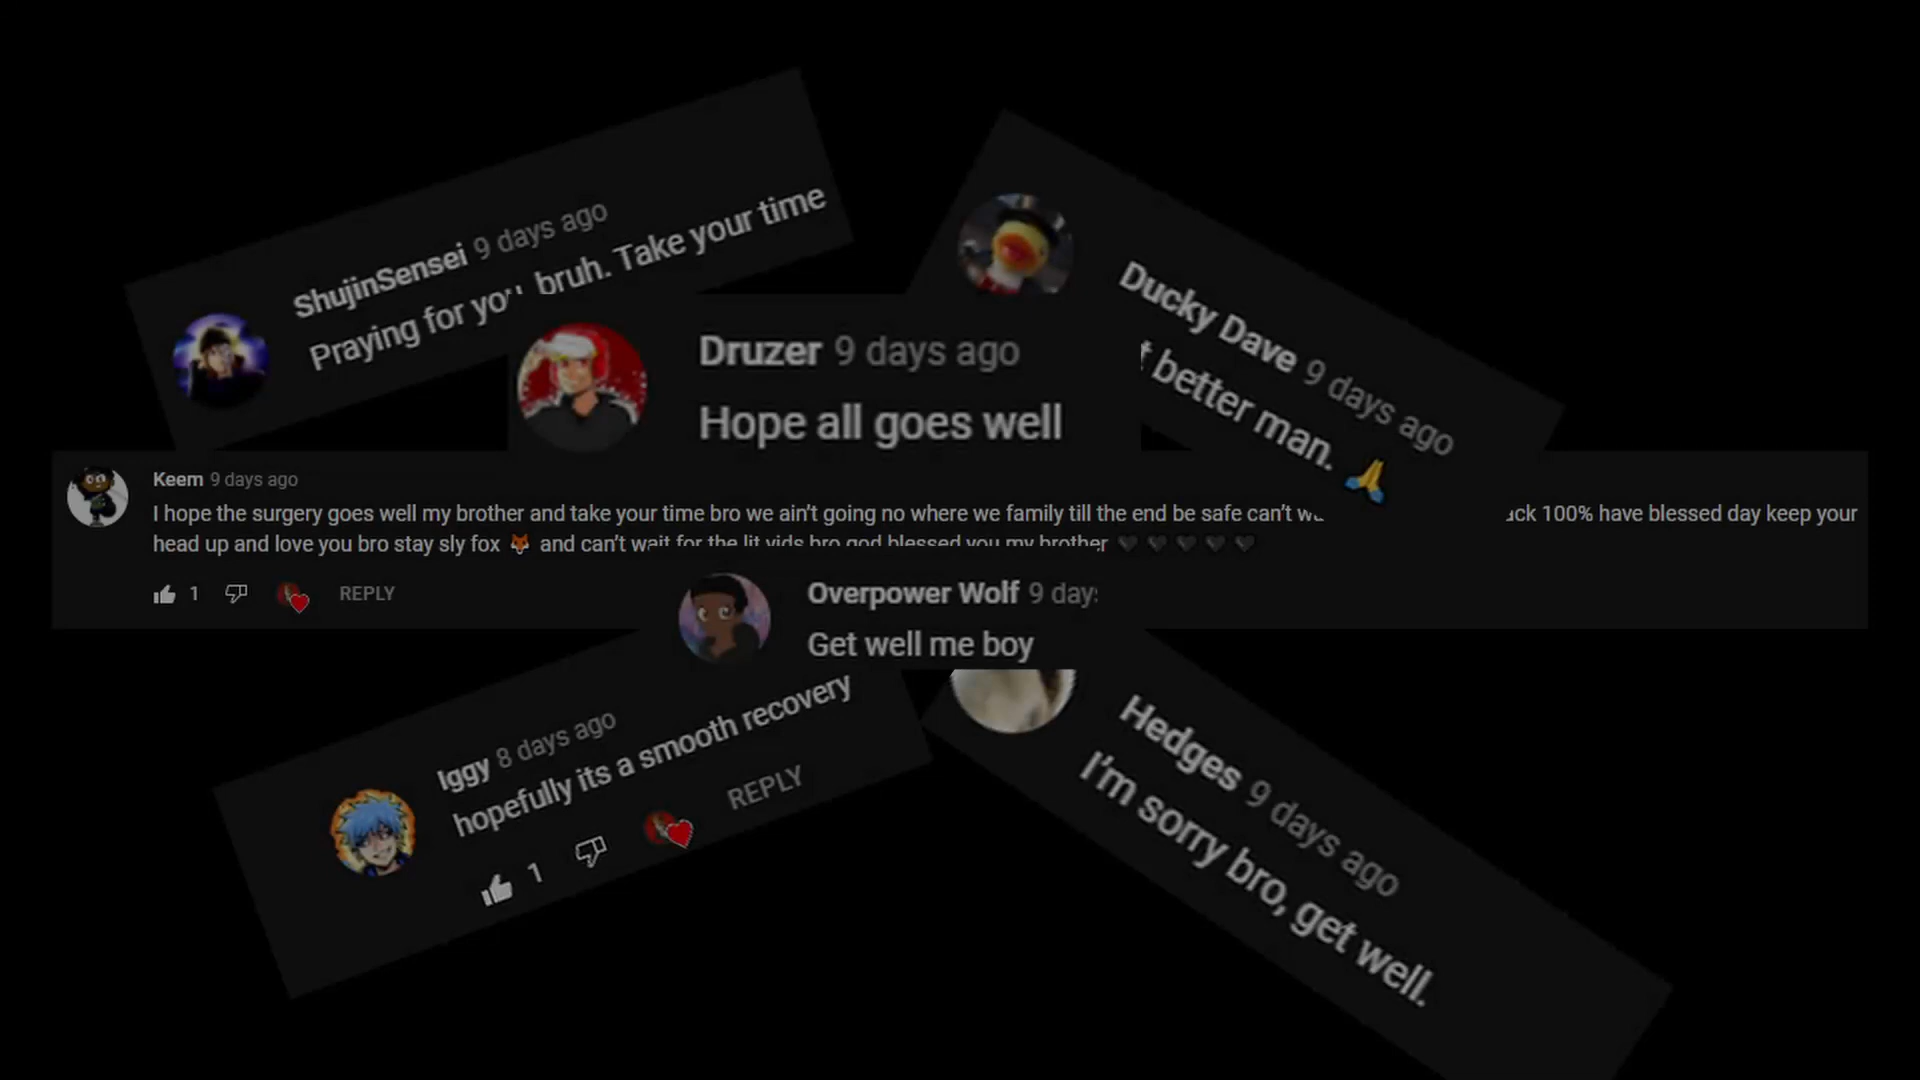 ShujinSensei 9 days ago
Praying for you bruh. Take your time
Ducky Dave 9 days ago
better man. 🙏
Druzer 9 days ago
Hope all goes well
Keem 9 days ago
I hope the surgery goes well my brother and take your time bro we ain't going no where we family till the end be safe can't 100% have blessed day keep your
head up and love you bro stay sly fox 🦊 and can't wait for the lit vids bro god blessed you my brother 🖤 🖤 🖤 🖤 🖤
1 REPLY
Overpower Wolf 9 day
Get well me boy
Iggy 8 days ago
hopefully its a smooth recovery
1 REPLY
Hedges 9 days ago
I'm sorry bro, get well.